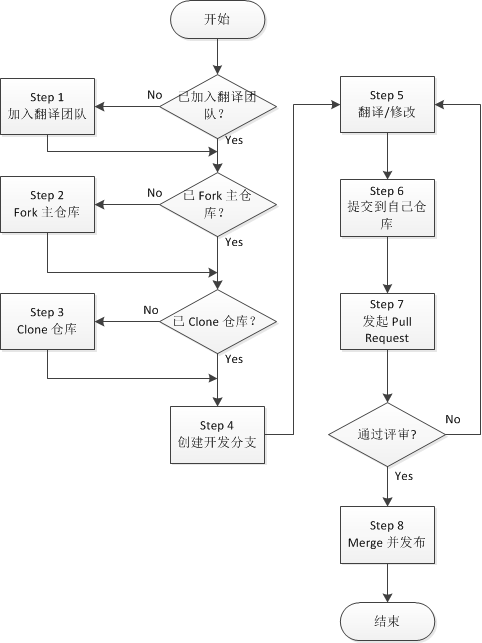 开始
已加入翻译团
队？
No
Step 1
加入翻译团队
Yes
已 Fork 主仓
库？
No
Step 2
Fork 主仓库
Yes
已 Clone 仓库？
No
Step 3
Clone 仓库
Yes
Step 4
创建开发分支
Step 5
翻译/修改
Step 6
提交到自己仓
库
Step 7
发起 Pull
Request
通过评审?
No
Yes
Step 8
Merge 并发布
结束